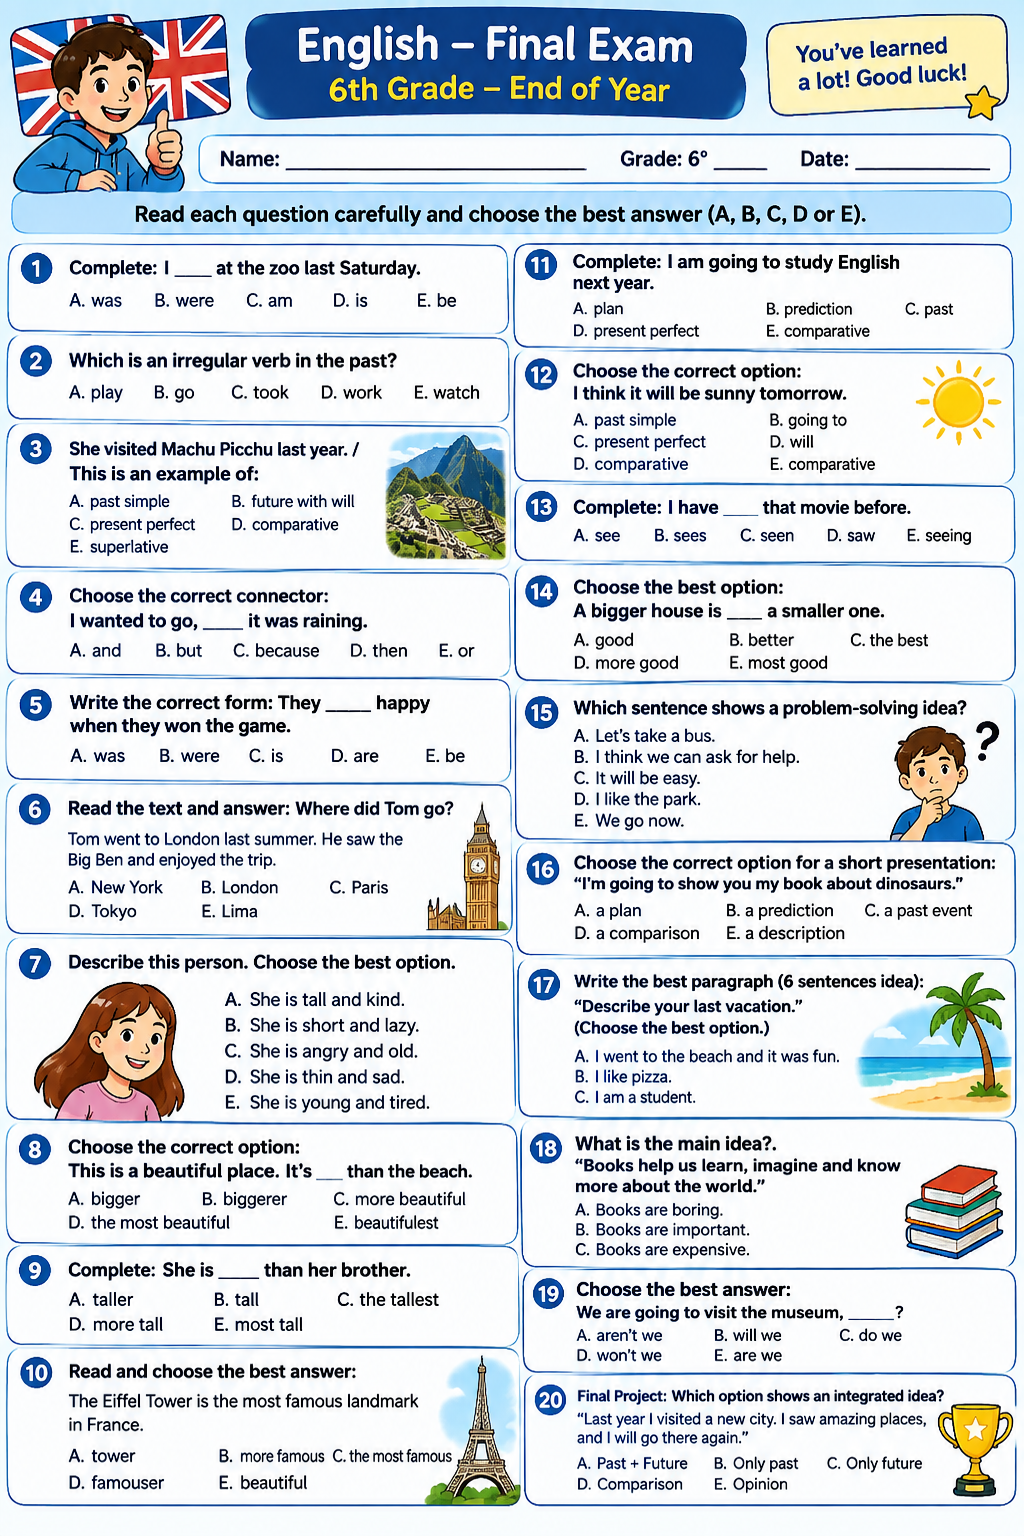 English – Final Exam
6th Grade – End of Year
You've learned
a lot! Good luck!
Name: ____________ Grade: 6° _____ Date: ____________
Read each question carefully and choose the best answer (A, B, C, D or E).
1 Complete: I ____ at the zoo last Saturday.
A. was B. were C. am D. is E. be
2 Which is an irregular verb in the past?
A. play B. go C. took D. work E. watch
3 She visited Machu Picchu last year. /
This is an example of:
A. past simple B. future with will
C. present perfect D. comparative
E. superlative
4 Choose the correct connector:
I wanted to go, ____ it was raining.
A. and B. but C. because D. then E. or
5 Write the correct form: They _____ happy
when they won the game.
A. was B. were C. is D. are E. be
6 Read the text and answer: Where did Tom go?
Tom went to London last summer. He saw the
Big Ben and enjoyed the trip.
A. New York B. London C. Paris
D. Tokyo E. Lima
7 Describe this person. Choose the best option.
A. She is tall and kind.
B. She is short and lazy.
C. She is angry and old.
D. She is thin and sad.
E. She is young and tired.
8 Choose the correct option:
This is a beautiful place. It's ___ than the beach.
A. bigger B. biggerer C. more beautiful
D. the most beautiful E. beautifulest
9 Complete: She is ____ than her brother.
A. taller B. tall C. the tallest
D. more tall E. most tall
10 Read and choose the best answer:
The Eiffel Tower is the most famous landmark
in France.
A. tower B. more famous C. the most famous
D. famouser E. beautiful
11 Complete: I am going to study English
next year.
A. plan B. prediction C. past
D. present perfect E. comparative
12 Choose the correct option:
I think it will be sunny tomorrow.
A. past simple B. going to
C. present perfect D. will
D. comparative E. comparative
13 Complete: I have ____ that movie before.
A. see B. sees C. seen D. saw E. seeing
14 Choose the best option:
A bigger house is ____ a smaller one.
A. good B. better C. the best
D. more good E. most good
15 Which sentence shows a problem-solving idea?
A. Let's take a bus.
B. I think we can ask for help.
C. It will be easy.
D. I like the park.
E. We go now.
?
16 Choose the correct option for a short presentation:
“I'm going to show you my book about dinosaurs.”
A. a plan B. a prediction C. a past event
D. a comparison E. a description
17 Write the best paragraph (6 sentences idea):
“Describe your last vacation.”
(Choose the best option.)
A. I went to the beach and it was fun.
B. I like pizza.
C. I am a student.
18 What is the main idea?.
“Books help us learn, imagine and know
more about the world.”
A. Books are boring.
B. Books are important.
C. Books are expensive.
19 Choose the best answer:
We are going to visit the museum, _____?
A. aren't we B. will we C. do we
D. won't we E. are we
20 Final Project: Which option shows an integrated idea?
“Last year I visited a new city. I saw amazing places,
and I will go there again.”
A. Past + Future B. Only past C. Only future
D. Comparison E. Opinion